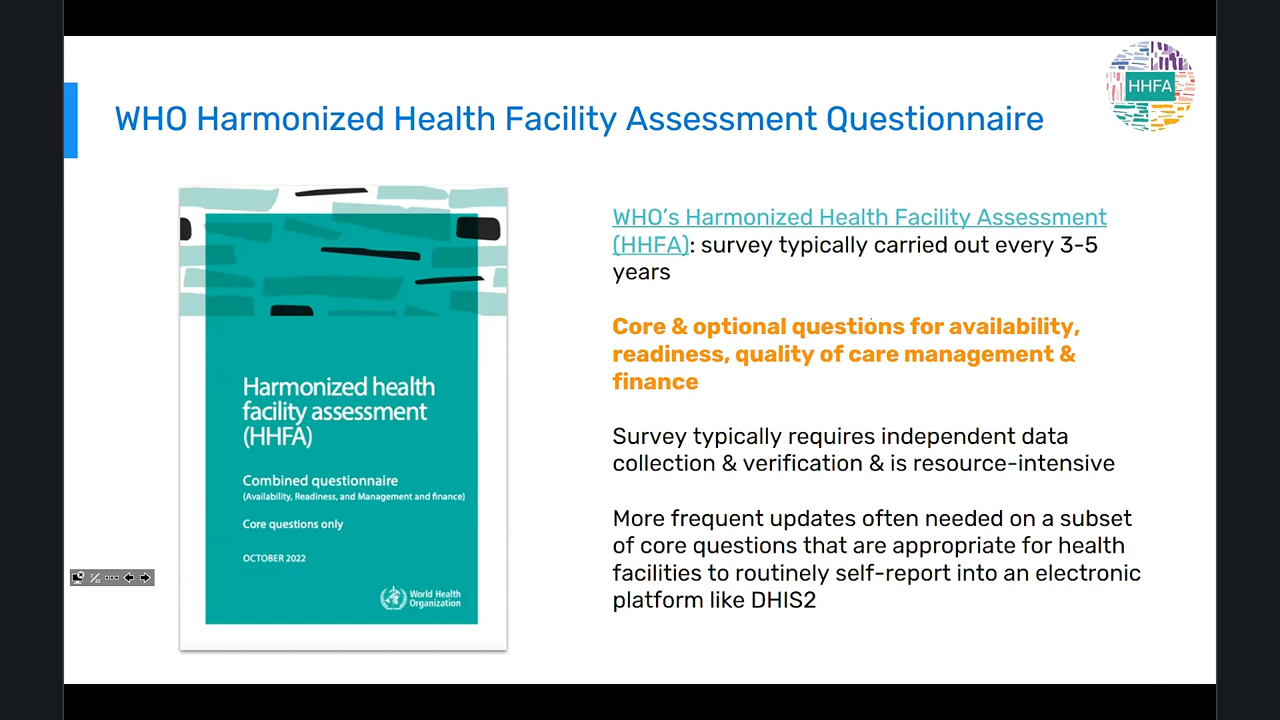 HHFA
WHO Harmonized Health Facility Assessment Questionnaire
Harmonized health
facility assessment
(HHFA)
Combined questionnaire
(Availability, Readiness, and Management and finance)
Core questions only
OCTOBER 2022
World Health
Organization
WHO's Harmonized Health Facility Assessment
(HHFA): survey typically carried out every 3-5
years
Core & optional questions for availability,
readiness, quality of care management &
finance
Survey typically requires independent data
collection & verification & is resource-intensive
More frequent updates often needed on a subset
of core questions that are appropriate for health
facilities to routinely self-report into an electronic
platform like DHIS2